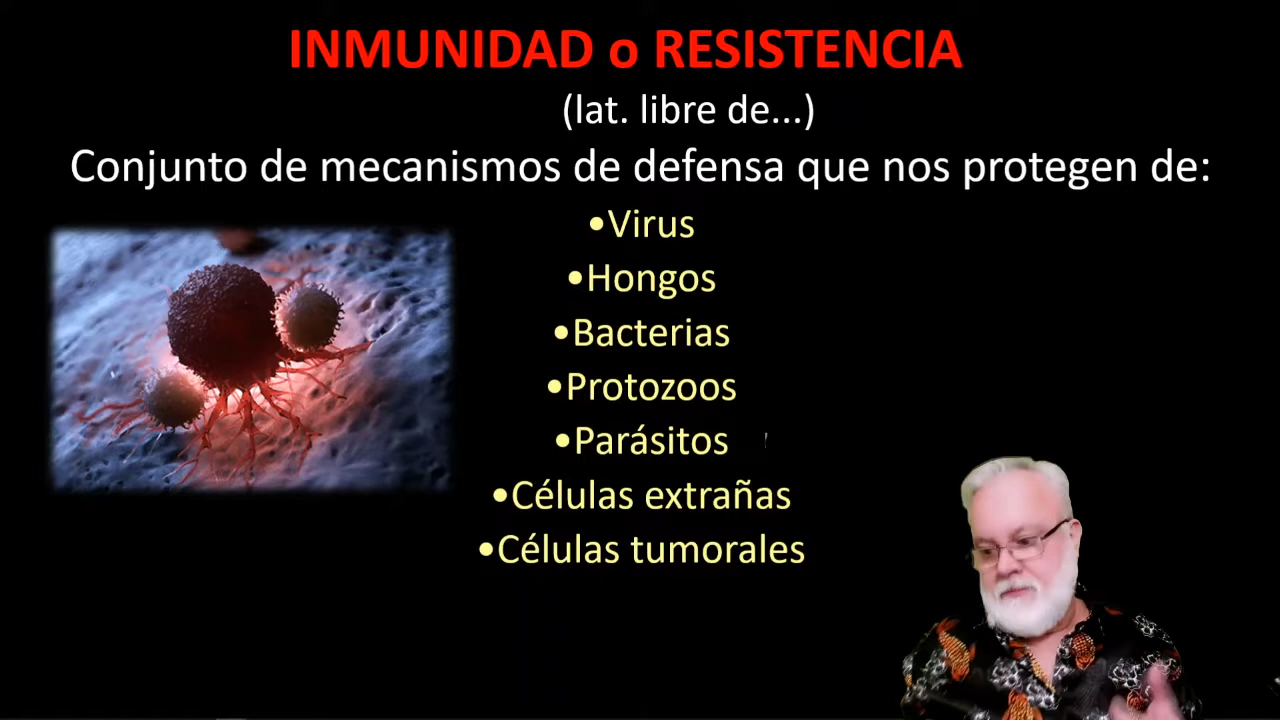 INMUNIDAD o RESISTENCIA
(lat. libre de...)
Conjunto de mecanismos de defensa que nos protegen de:
•Virus
•Hongos
•Bacterias
•Protozoos
•Parásitos
•Células extrañas
•Células tumorales